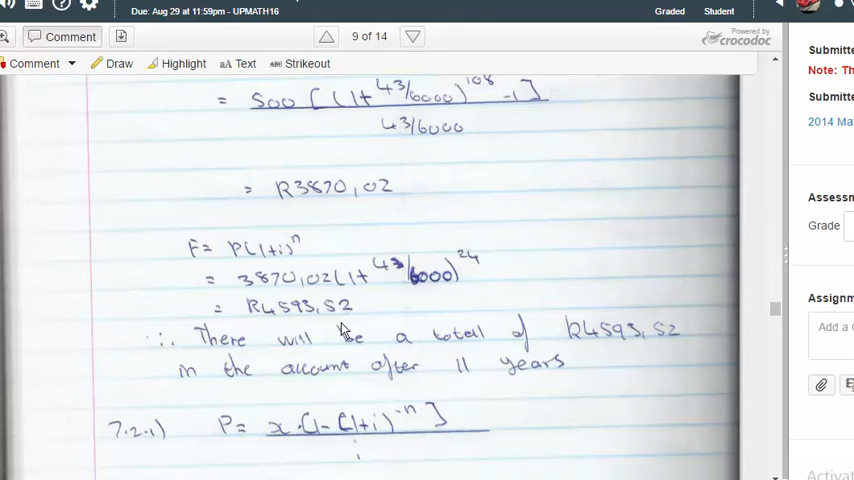 Due: Aug 29 at 11:59pm - UPMATH16
Graded Student
Comment 9 of 14 Powered by crocodoc
Comment Draw Highlight Text Strikeout
= 500 [ (1+ 43/6000)^108 -1 ]
43/6000
= R3870,02
F= P(1+i)^n
= 3870,02(1+ 43/6000)^24
= R4593,52
∴ There will be a total of R4593,52
in the account after 11 years
7.2.1) P= x.[1-(1+i)^-n]
i
Submitte
Note: Th
Submitte
2014 Ma
Assess
Grade
Assign
Add a C